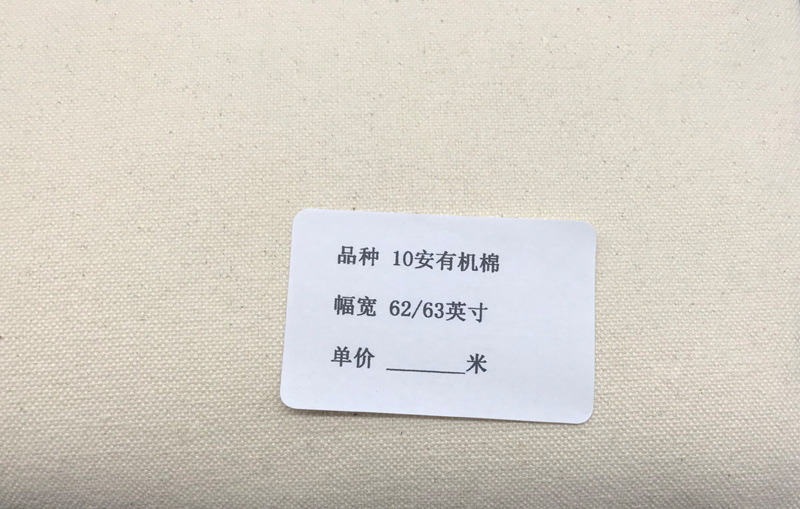 品种 10安有机棉
幅宽 62/63英寸
单价 ______米